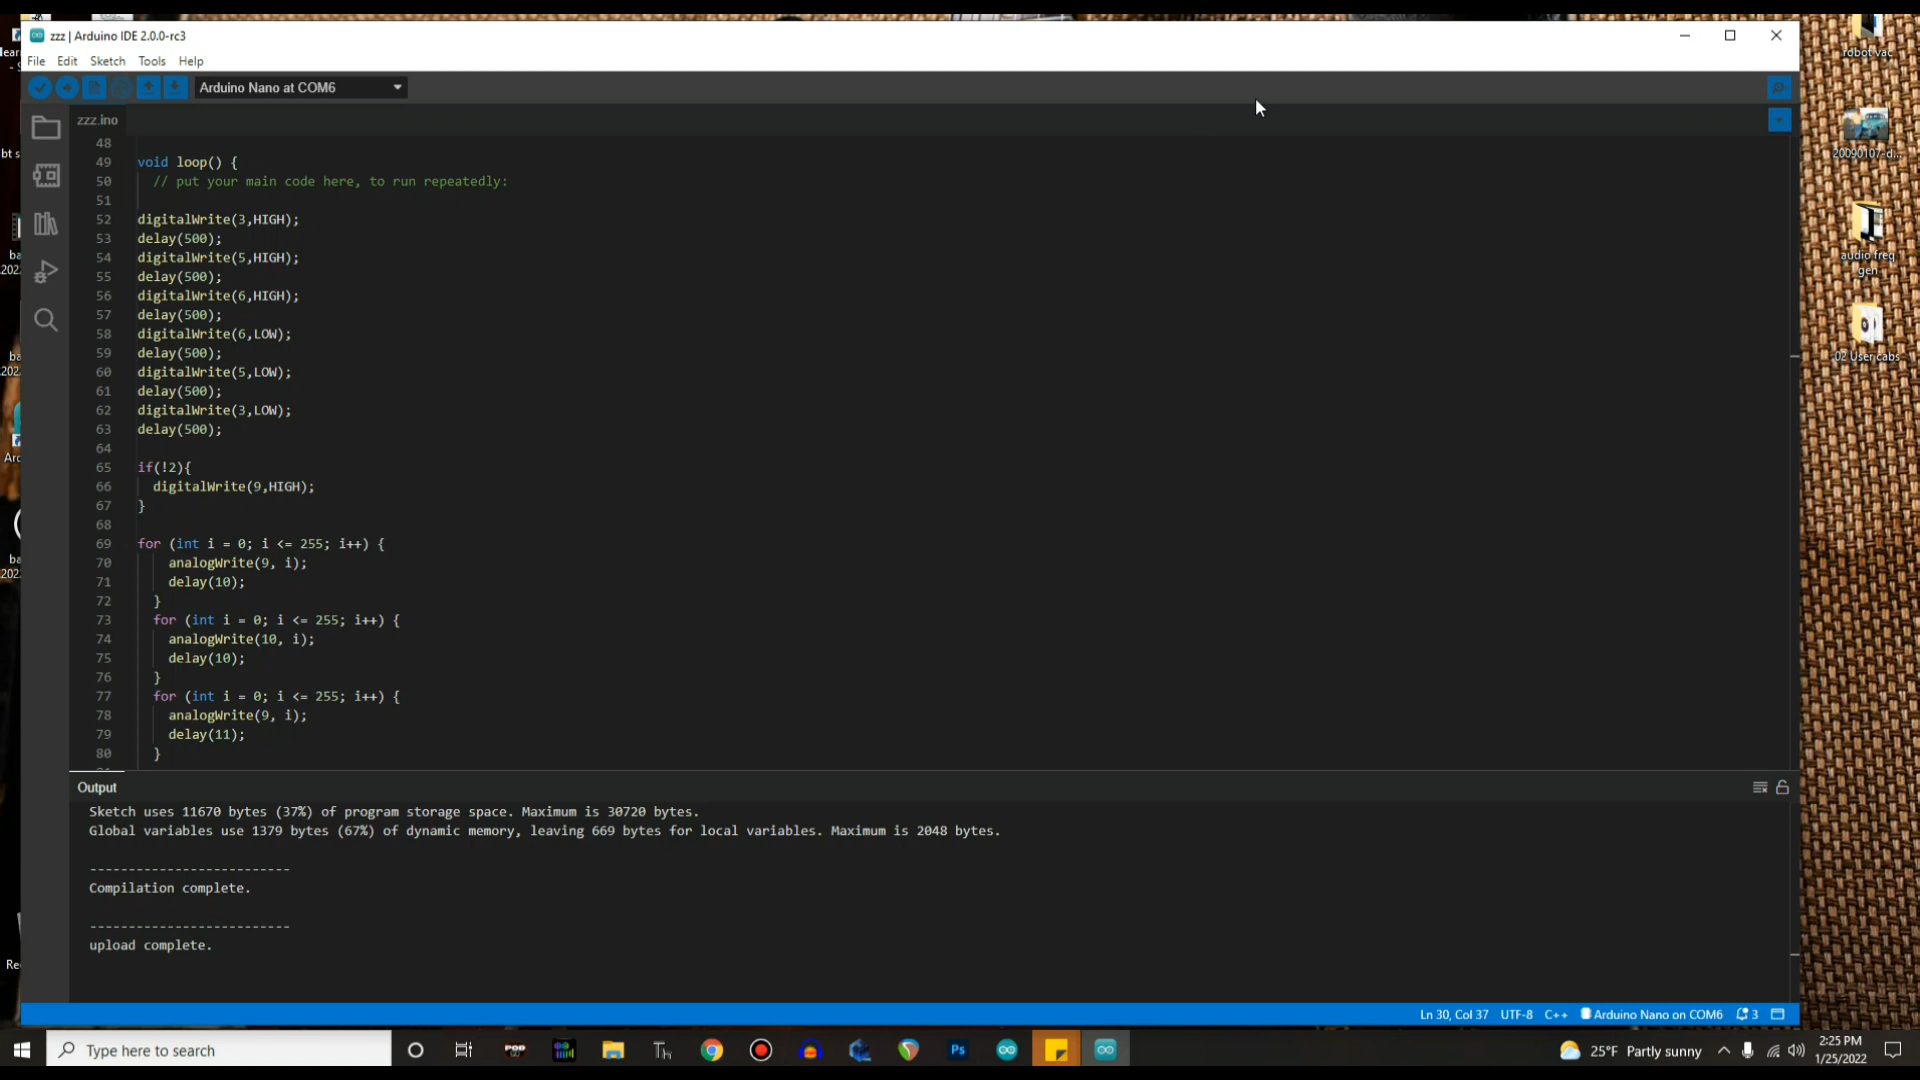 zzz | Arduino IDE 2.0.0-rc3
File Edit Sketch Tools Help
Arduino Nano at COM6
zzz.ino
48
49 void loop() {
50 // put your main code here, to run repeatedly:
51
52 digitalWrite(3,HIGH);
53 delay(500);
54 digitalWrite(5,HIGH);
55 delay(500);
56 digitalWrite(6,HIGH);
57 delay(500);
58 digitalWrite(6,LOW);
59 delay(500);
60 digitalWrite(5,LOW);
61 delay(500);
62 digitalWrite(3,LOW);
63 delay(500);
64
65 if(!2){
66 digitalWrite(9,HIGH);
67 }
68
69 for (int i = 0; i <= 255; i++) {
70 analogWrite(9, i);
71 delay(10);
72 }
73 for (int i = 0; i <= 255; i++) {
74 analogWrite(10, i);
75 delay(10);
76 }
77 for (int i = 0; i <= 255; i++) {
78 analogWrite(9, i);
79 delay(11);
80 }
Output
Sketch uses 11670 bytes (37%) of program storage space. Maximum is 30720 bytes.
Global variables use 1379 bytes (67%) of dynamic memory, leaving 669 bytes for local variables. Maximum is 2048 bytes.
--------------------------
Compilation complete.
--------------------------
upload complete.
Ln 30, Col 37 UTF-8 C++ Arduino Nano on COM6 3
robot vac
20090107-d...
audio freq
gen
02 User cabs
Type here to search
POD
Th
Ps
25°F Partly sunny
2:25 PM
1/25/2022